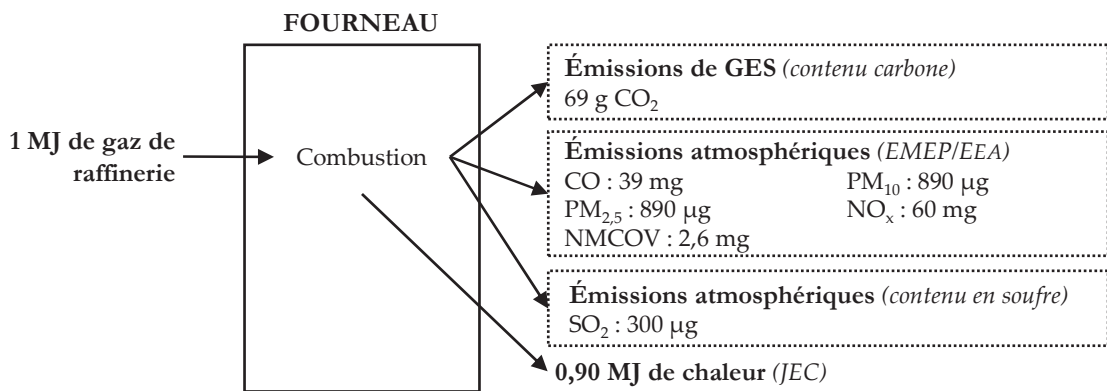 FOURNEAU
1 MJ de gaz de
raffinerie
Combustion
Émissions de GES (contenu carbone)
69 g CO₂
Émissions atmosphériques (EMEP/EEA)
CO : 39 mg PM₁₀ : 890 µg
PM₂,₅ : 890 µg NOₓ : 60 mg
NMCOV : 2,6 mg
Émissions atmosphériques (contenu en soufre)
SO₂ : 300 µg
0,90 MJ de chaleur (JEC)